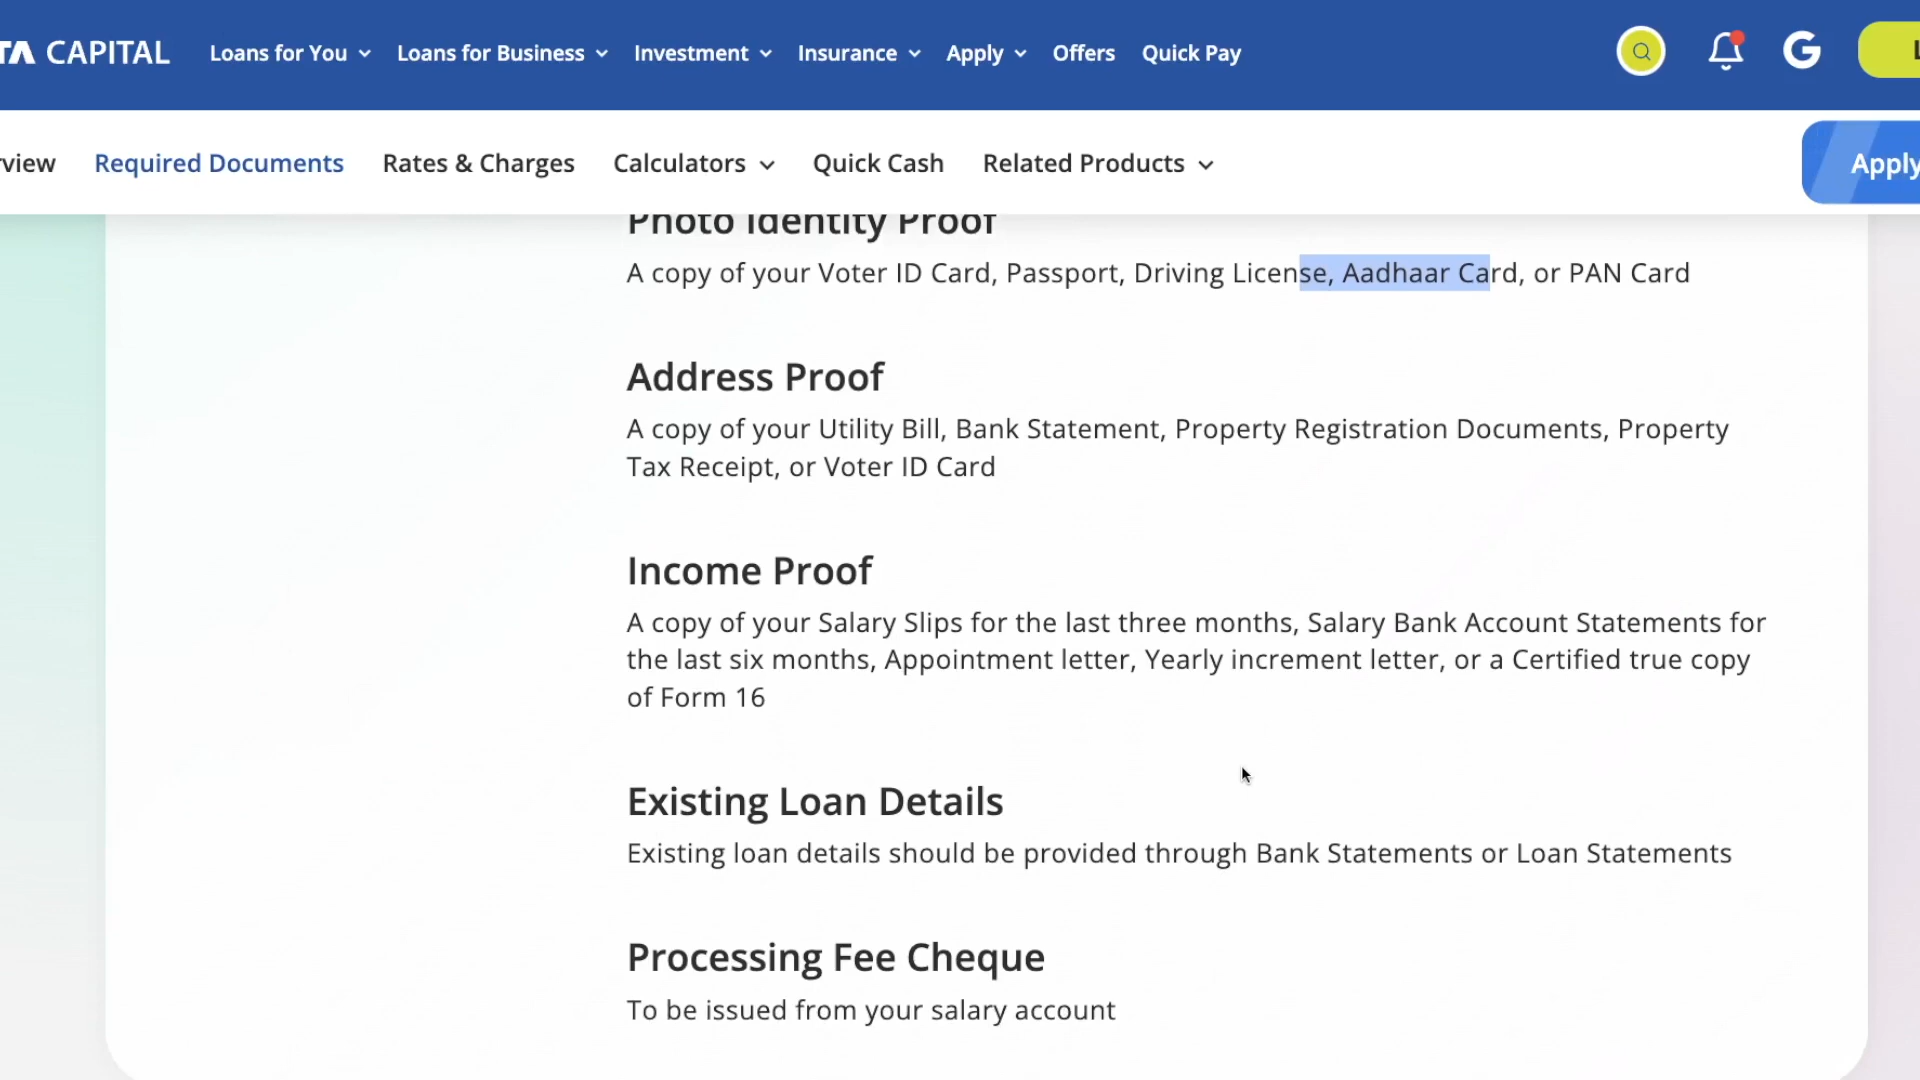 TA CAPITAL Loans for You Loans for Business Investment Insurance Apply Offers Quick Pay
Required Documents Rates & Charges Calculators Quick Cash Related Products Apply
Photo Identity Proof
A copy of your Voter ID Card, Passport, Driving License, Aadhaar Card, or PAN Card
Address Proof
A copy of your Utility Bill, Bank Statement, Property Registration Documents, Property
Tax Receipt, or Voter ID Card
Income Proof
A copy of your Salary Slips for the last three months, Salary Bank Account Statements for
the last six months, Appointment letter, Yearly increment letter, or a Certified true copy
of Form 16
Existing Loan Details
Existing loan details should be provided through Bank Statements or Loan Statements
Processing Fee Cheque
To be issued from your salary account